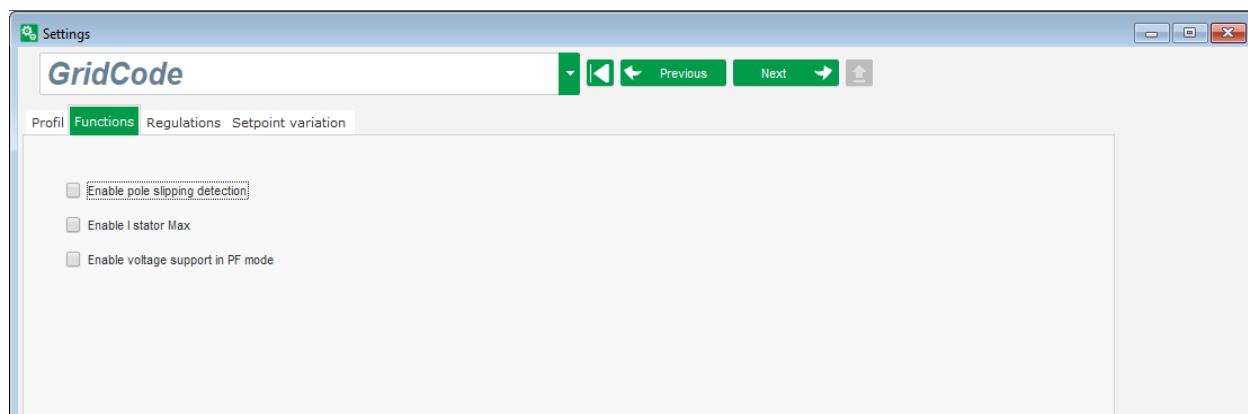 Settings
GridCode
Previous
Next
Profil Functions Regulations Setpoint variation
Enable pole slipping detection
Enable I stator Max
Enable voltage support in PF mode